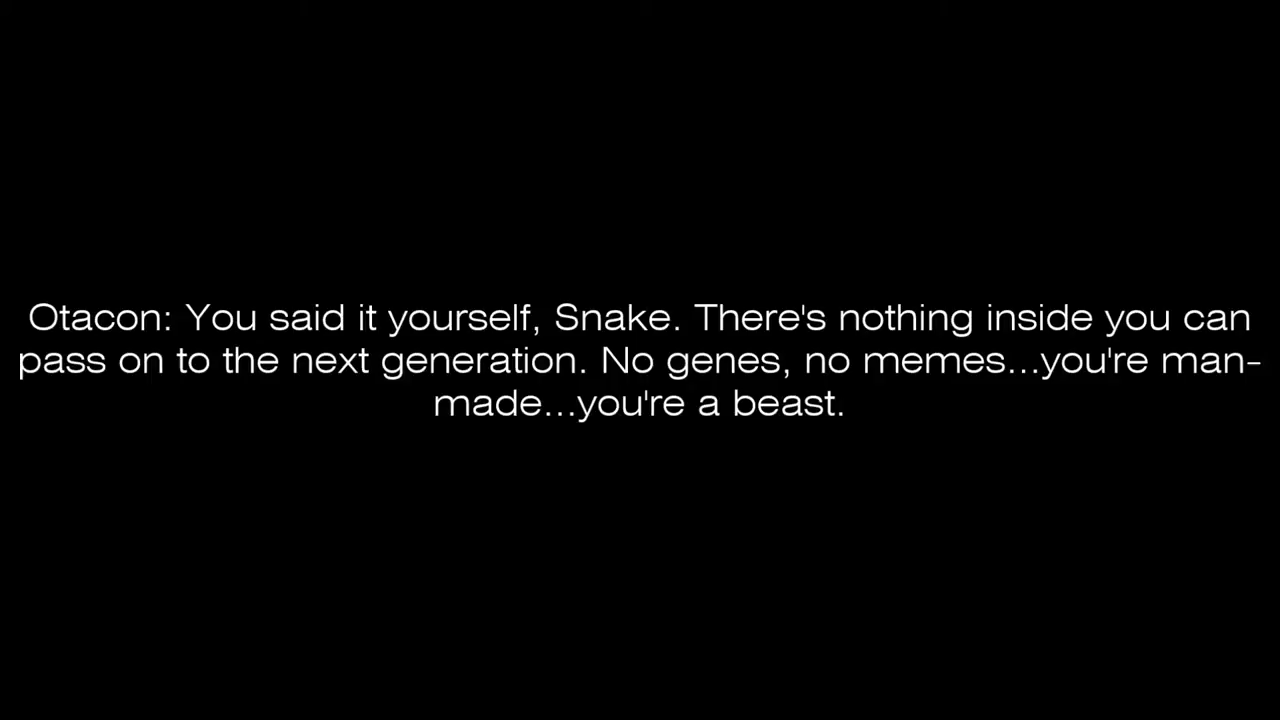 Otacon: You said it yourself, Snake. There's nothing inside you can
pass on to the next generation. No genes, no memes...you're man-
made...you're a beast.